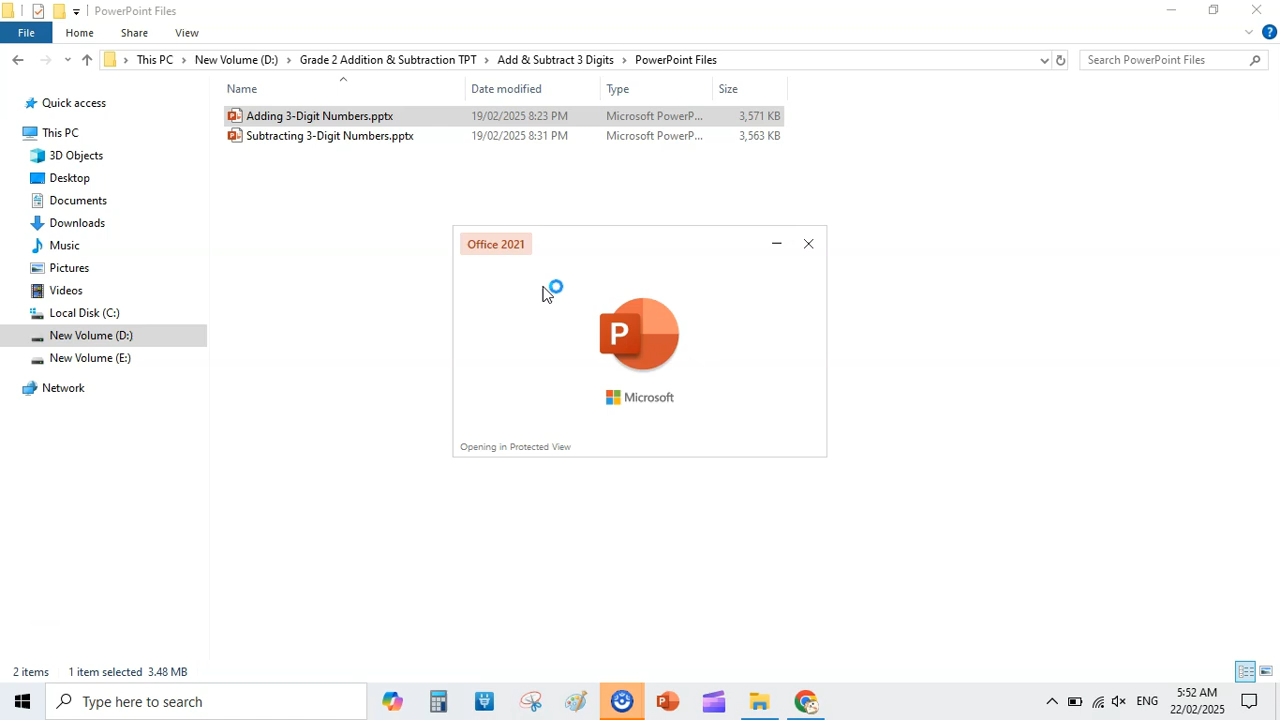 PowerPoint Files
File Home Share View
This PC New Volume (D:) Grade 2 Addition & Subtraction TPT Add & Subtract 3 Digits PowerPoint Files Search PowerPoint Files
Name Date modified Type Size
Adding 3-Digit Numbers.pptx 19/02/2025 8:23 PM Microsoft PowerP... 3,571 KB
Subtracting 3-Digit Numbers.pptx 19/02/2025 8:31 PM Microsoft PowerP... 3,563 KB
Quick access
This PC
3D Objects
Desktop
Documents
Downloads
Music
Pictures
Videos
Local Disk (C:)
New Volume (D:)
New Volume (E:)
Network
Office 2021
P
Microsoft
Opening in Protected View
2 items 1 item selected 3.48 MB
Type here to search
ENG
5:52 AM
22/02/2025